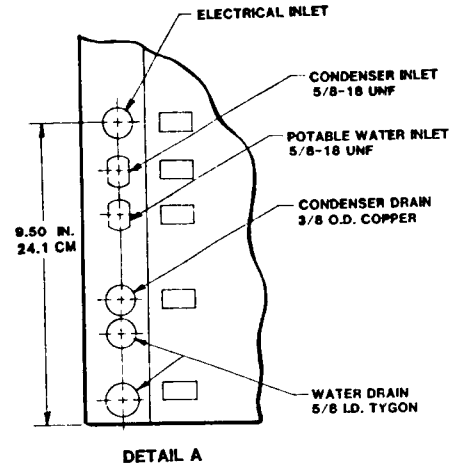 ELECTRICAL INLET
CONDENSER INLET
5/8-18 UNF
POTABLE WATER INLET
5/8-18 UNF
CONDENSER DRAIN
3/8 O.D. COPPER
9.50 IN.
24.1 CM
WATER DRAIN
5/8 I.D. TYGON
DETAIL A